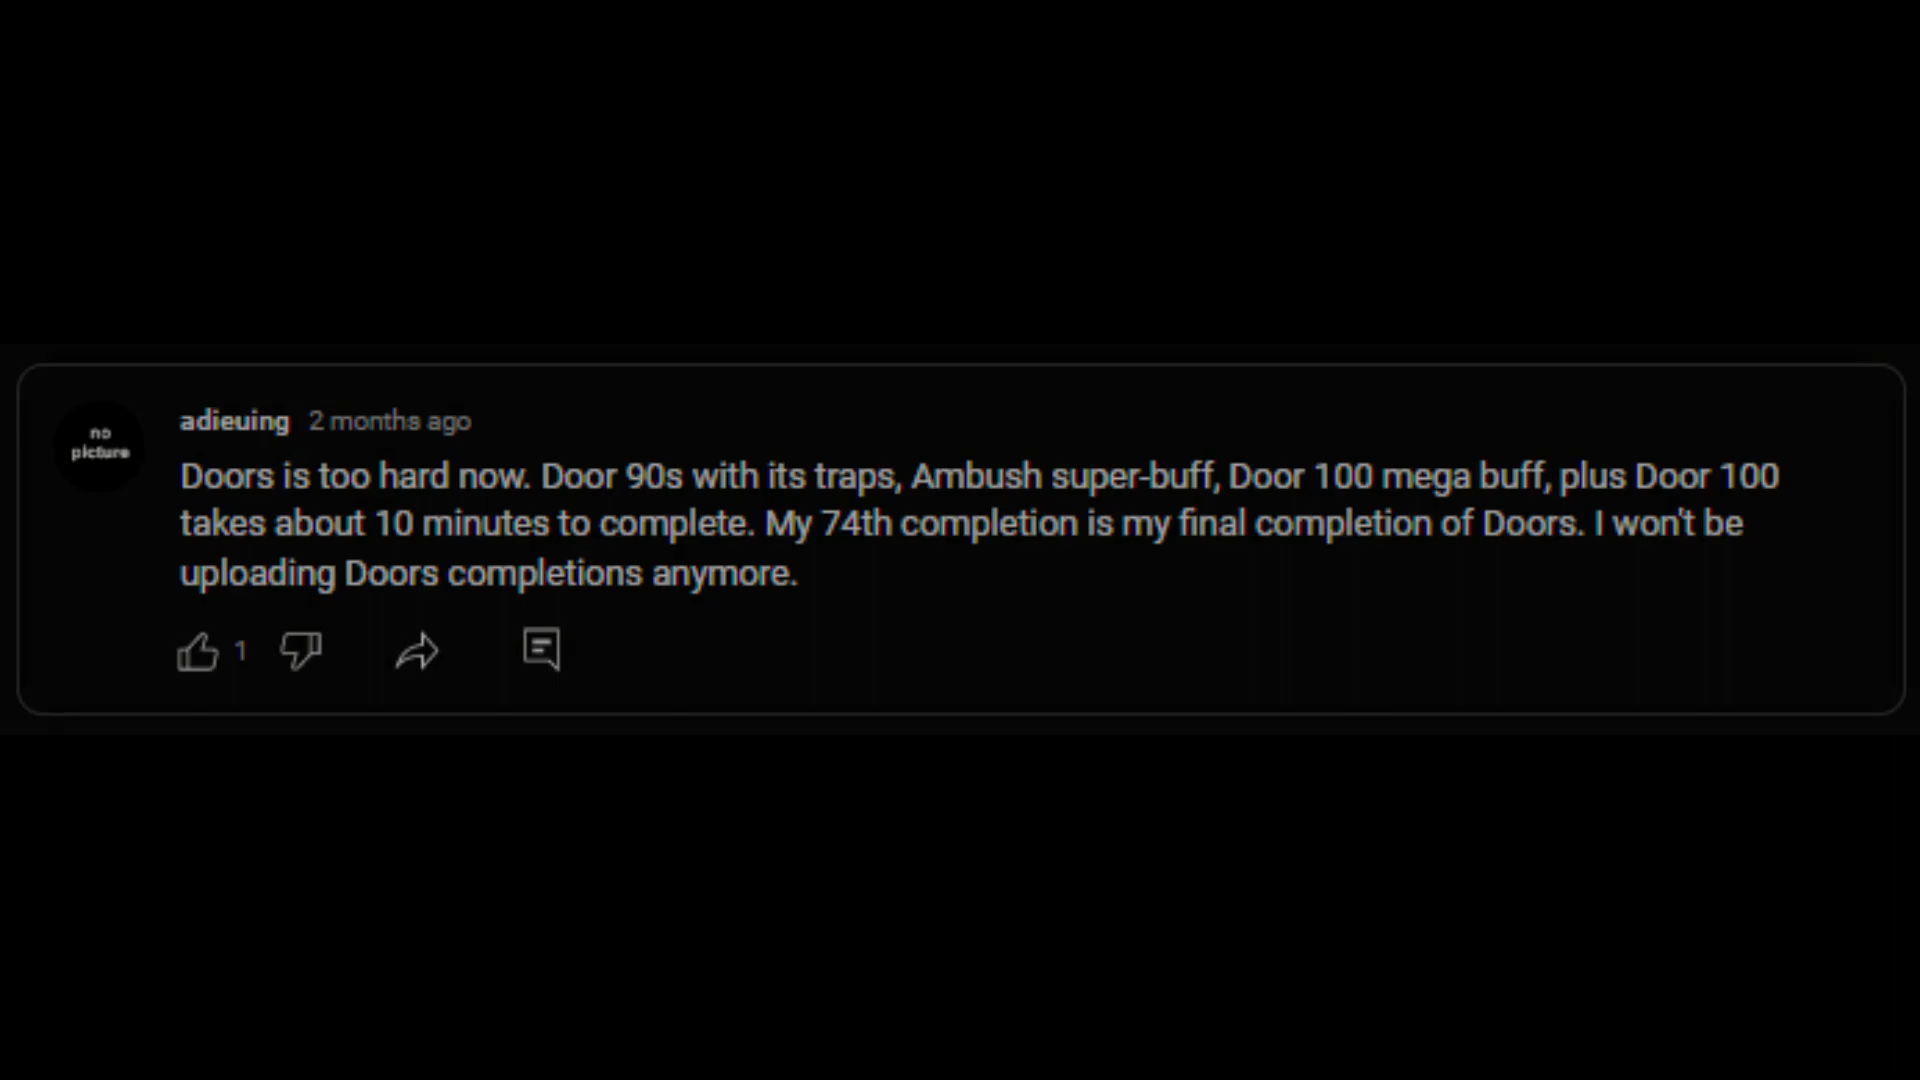 no
picture
adieuing 2 months ago
Doors is too hard now. Door 90s with its traps, Ambush super-buff, Door 100 mega buff, plus Door 100
takes about 10 minutes to complete. My 74th completion is my final completion of Doors. I won't be
uploading Doors completions anymore.
1